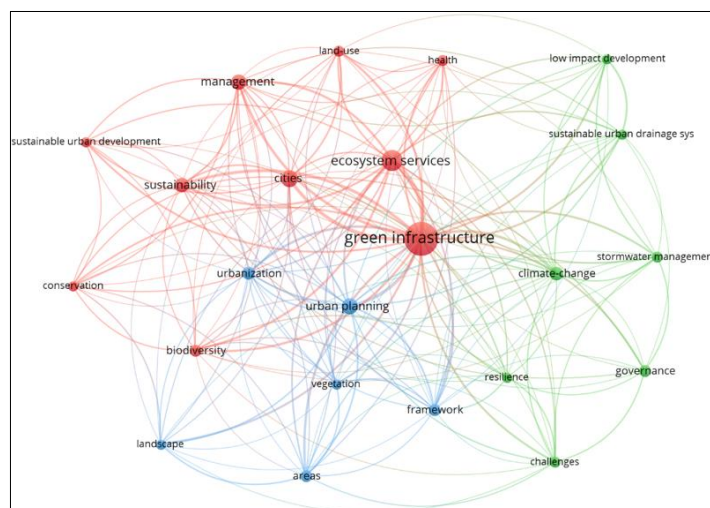 land-use
health
low impact development
management
sustainable urban development
sustainable urban drainage sys
ecosystem services
cities
sustainability
green infrastructure
stormwater managemen
urbanization
climate-change
conservation
urban planning
biodiversity
governance
resilience
vegetation
framework
landscape
challenges
areas